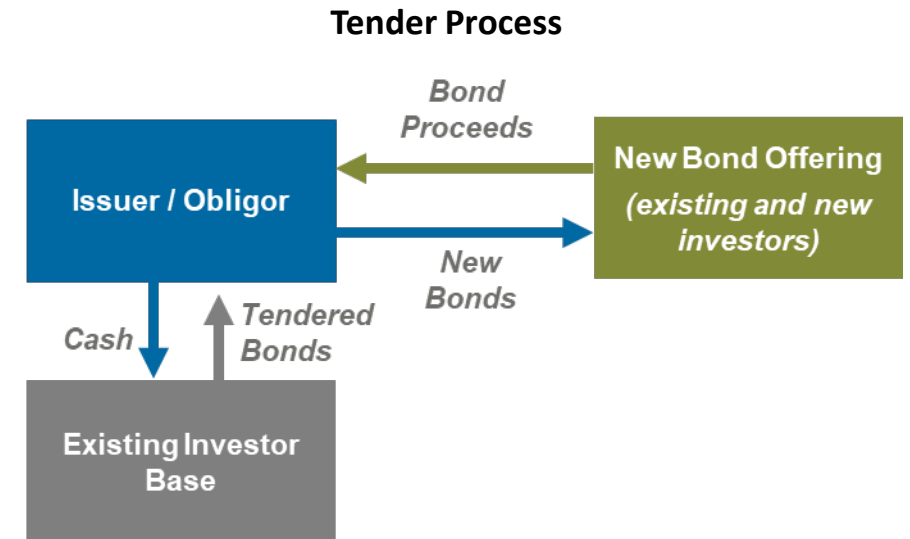 Tender Process
Bond
Proceeds
Issuer / Obligor
New Bond Offering
(existing and new
investors)
New
Bonds
Cash
Tendered
Bonds
Existing Investor
Base